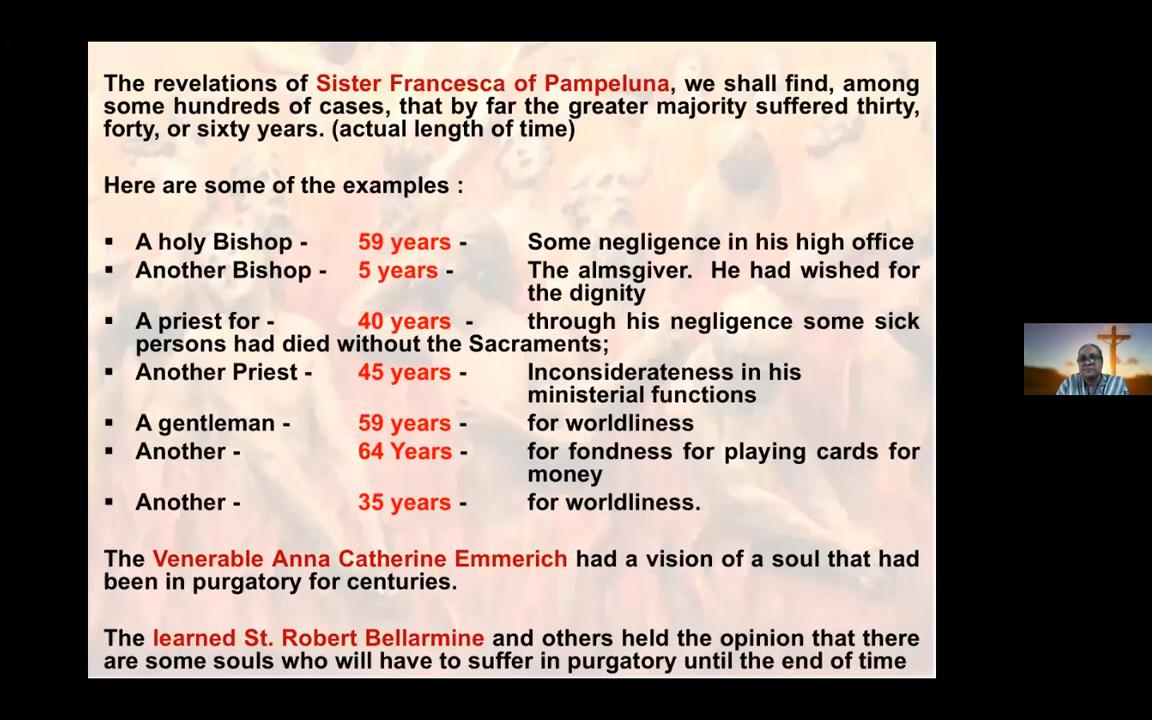 The revelations of Sister Francesca of Pampeluna, we shall find, among
some hundreds of cases, that by far the greater majority suffered thirty,
forty, or sixty years. (actual length of time)
Here are some of the examples :
▪ A holy Bishop - 59 years - Some negligence in his high office
▪ Another Bishop - 5 years - The almsgiver. He had wished for
the dignity
▪ A priest for - 40 years - through his negligence some sick
persons had died without the Sacraments;
▪ Another Priest - 45 years - Inconsiderateness in his
ministerial functions
▪ A gentleman - 59 years - for worldliness
▪ Another - 64 Years - for fondness for playing cards for
money
▪ Another - 35 years - for worldliness.
The Venerable Anna Catherine Emmerich had a vision of a soul that had
been in purgatory for centuries.
The learned St. Robert Bellarmine and others held the opinion that there
are some souls who will have to suffer in purgatory until the end of time